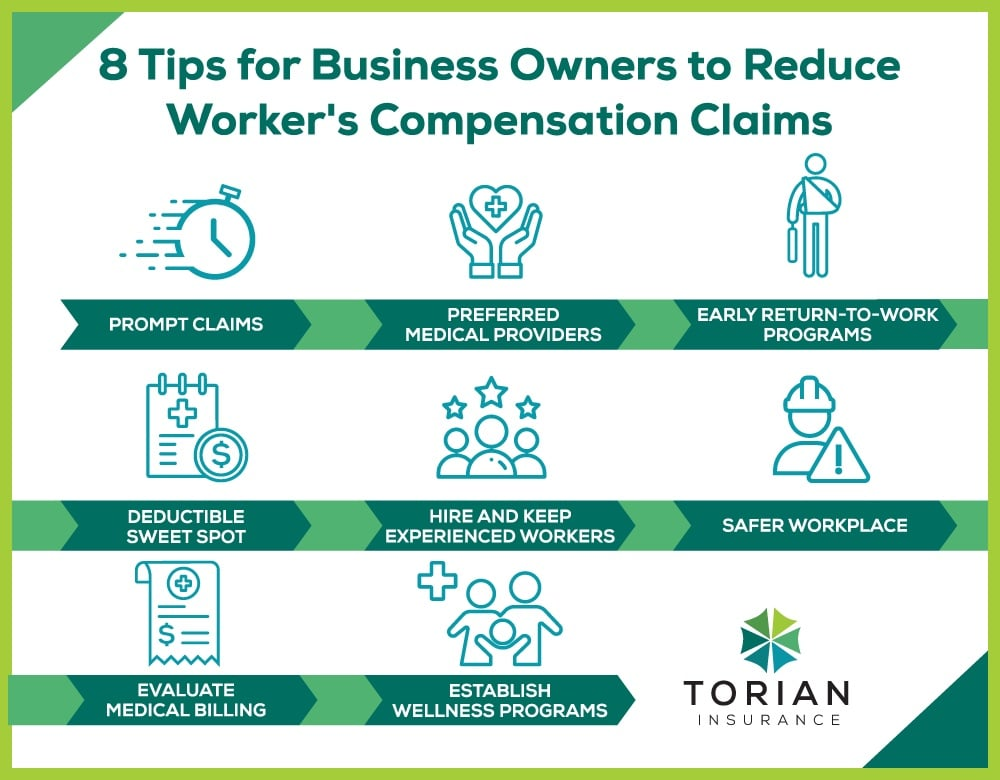 8 Tips for Business Owners to Reduce
Worker's Compensation Claims
PROMPT CLAIMS
PREFERRED
MEDICAL PROVIDERS
EARLY RETURN-TO-WORK
PROGRAMS
$
DEDUCTIBLE
SWEET SPOT
HIRE AND KEEP
EXPERIENCED WORKERS
!
SAFER WORKPLACE
$
EVALUATE
MEDICAL BILLING
ESTABLISH
WELLNESS PROGRAMS
TORIAN
INSURANCE